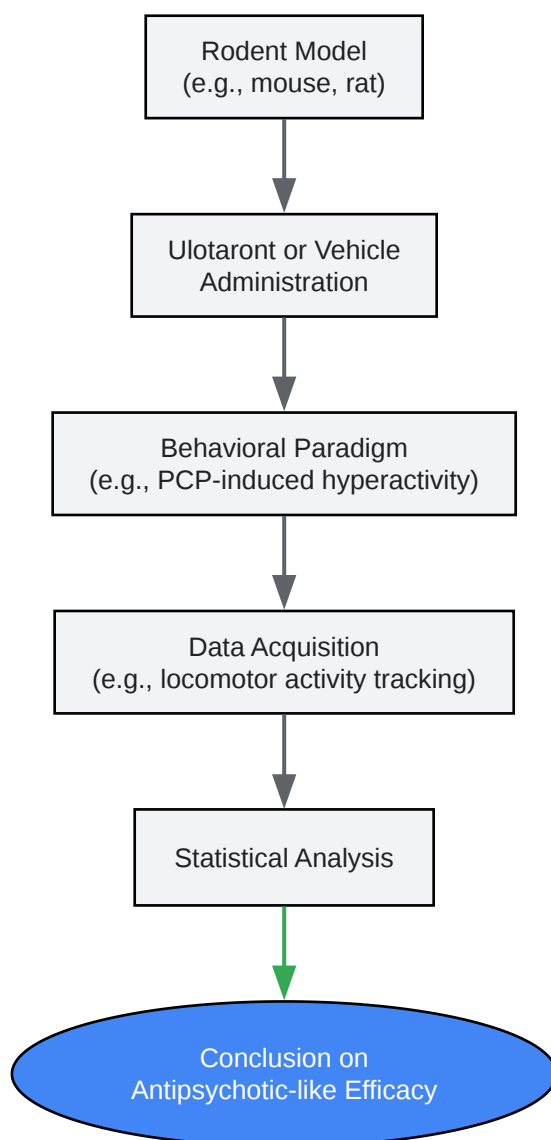 Rodent Model
(e.g., mouse, rat)
Ulotaront or Vehicle
Administration
Behavioral Paradigm
(e.g., PCP-induced hyperactivity)
Data Acquisition
(e.g., locomotor activity tracking)
Statistical Analysis
Conclusion on
Antipsychotic-like Efficacy